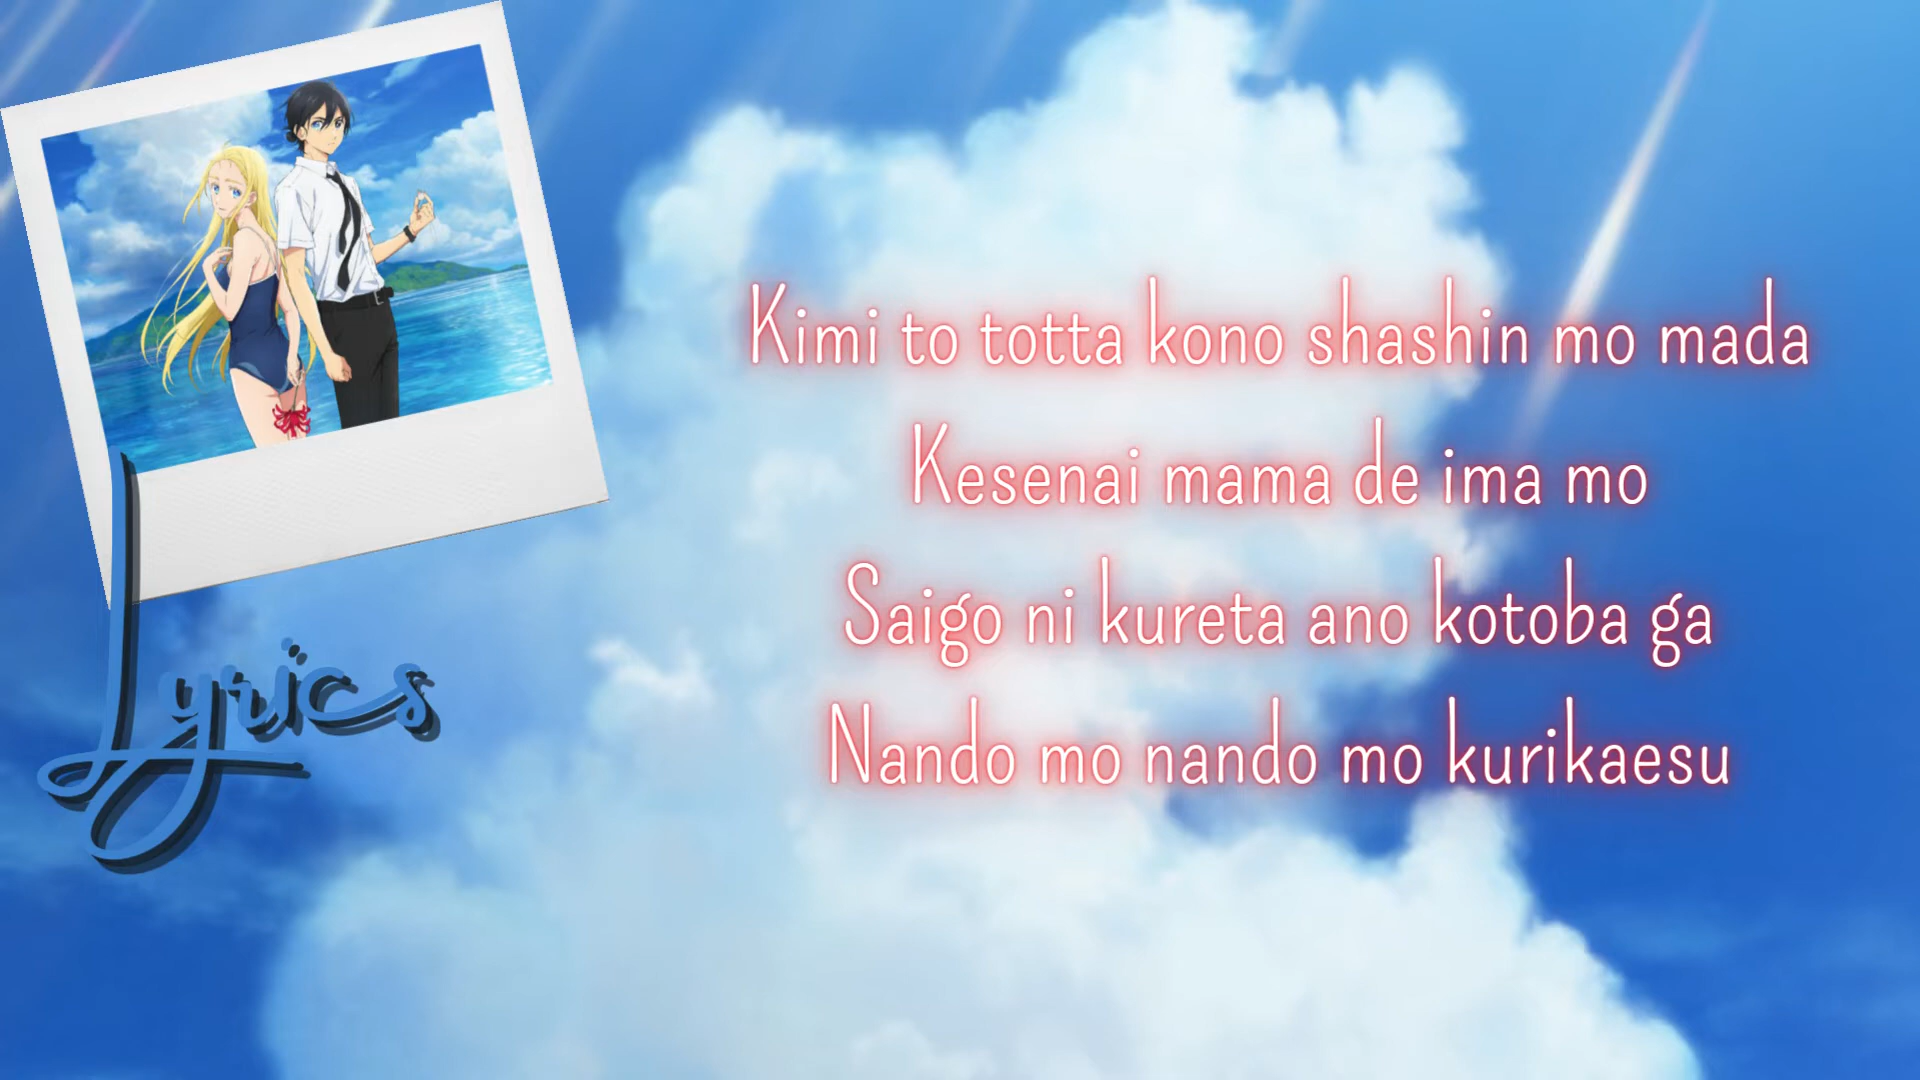 Kimi to totta kono shashin mo mada
Kesenai mama de ima mo
Saigo ni kureta ano kotoba ga
Nando mo nando mo kurikaesu
Lyrics